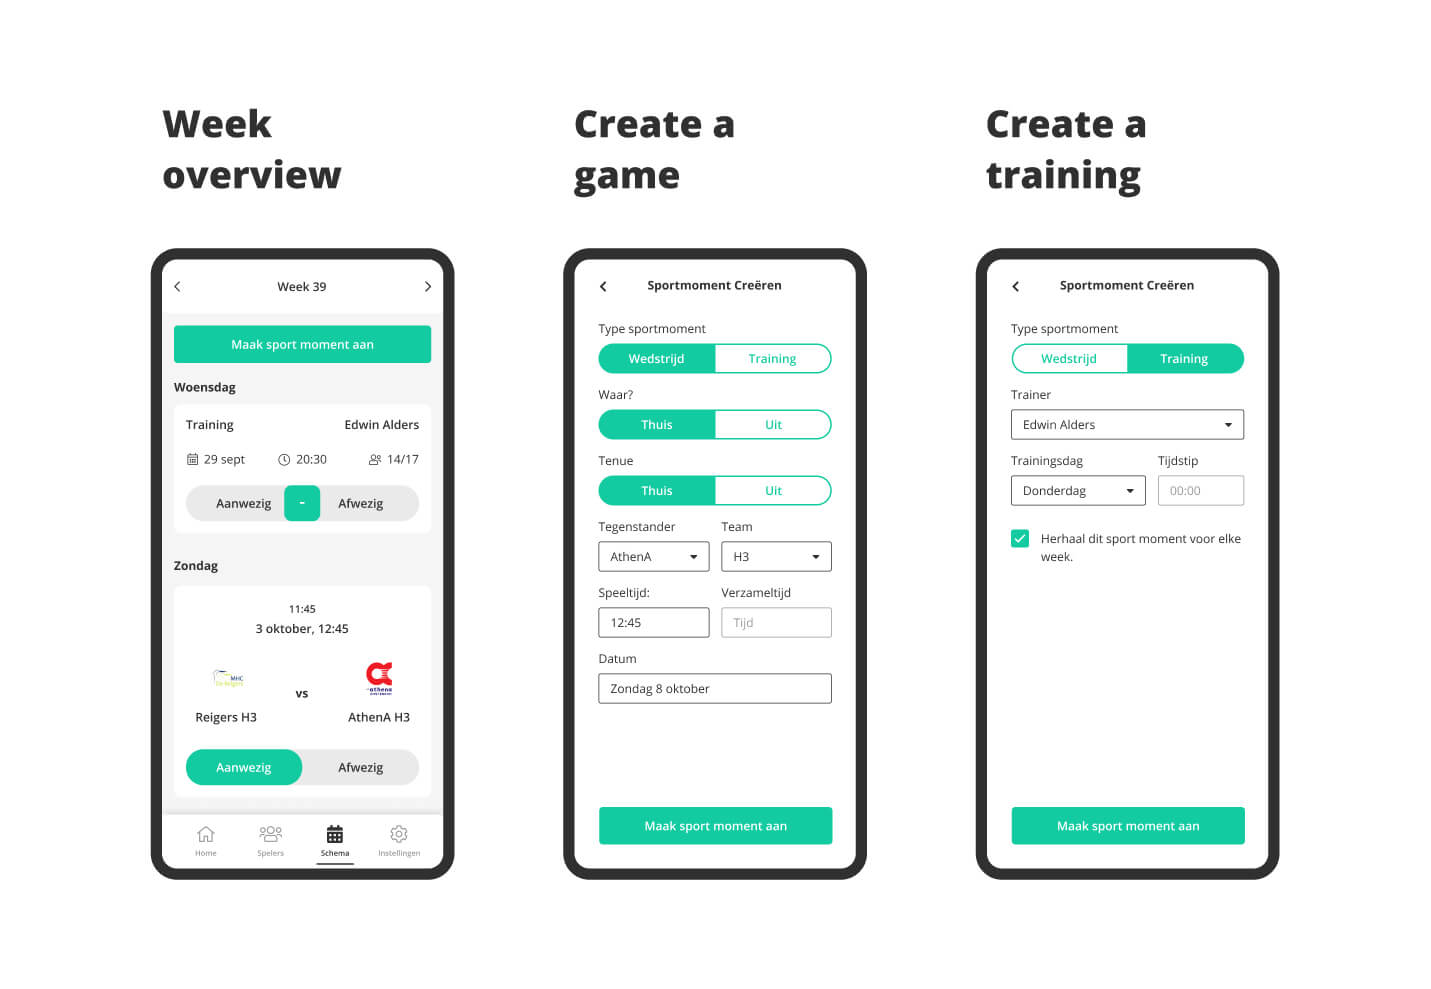 Week
overview
Week 39
Maak sport moment aan
Woensdag
Training Edwin Alders
29 sept 20:30 14/17
Aanwezig - Afwezig
Zondag
11:45
3 oktober, 12:45
MHC
De Reigers
athena
vs
Reigers H3 AthenA H3
Aanwezig Afwezig
Home Spelers Schema Instellingen
Create a
game
Sportmoment Creëren
Type sportmoment
Wedstrijd Training
Waar?
Thuis Uit
Tenue
Thuis Uit
Tegenstander Team
AthenA H3
Speeltijd: Verzameltijd
12:45 Tijd
Datum
Zondag 8 oktober
Maak sport moment aan
Create a
training
Sportmoment Creëren
Type sportmoment
Wedstrijd Training
Trainer
Edwin Alders
Trainingsdag Tijdstip
Donderdag 00:00
Herhaal dit sport moment voor elke
week.
Maak sport moment aan